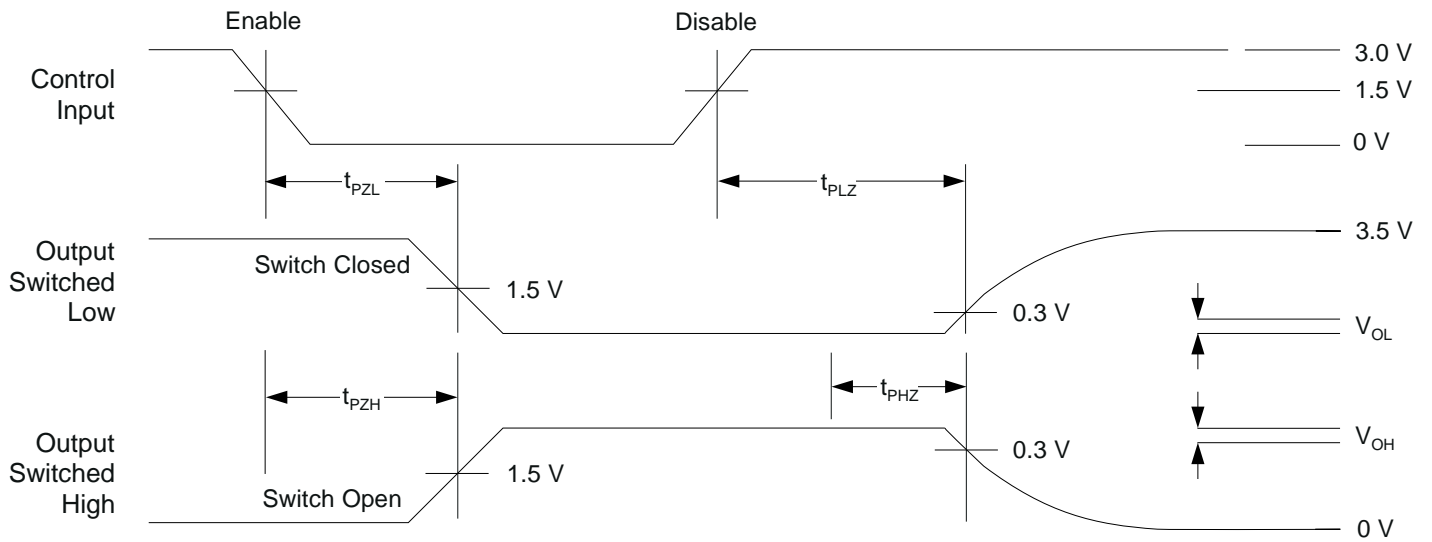 Enable
Disable
Control
Input
3.0 V
1.5 V
0 V
tPZL
tPLZ
Output
Switched
Low
Switch Closed
1.5 V
0.3 V
3.5 V
VOL
tPZH
tPHZ
Output
Switched
High
Switch Open
1.5 V
0.3 V
VOH
0 V